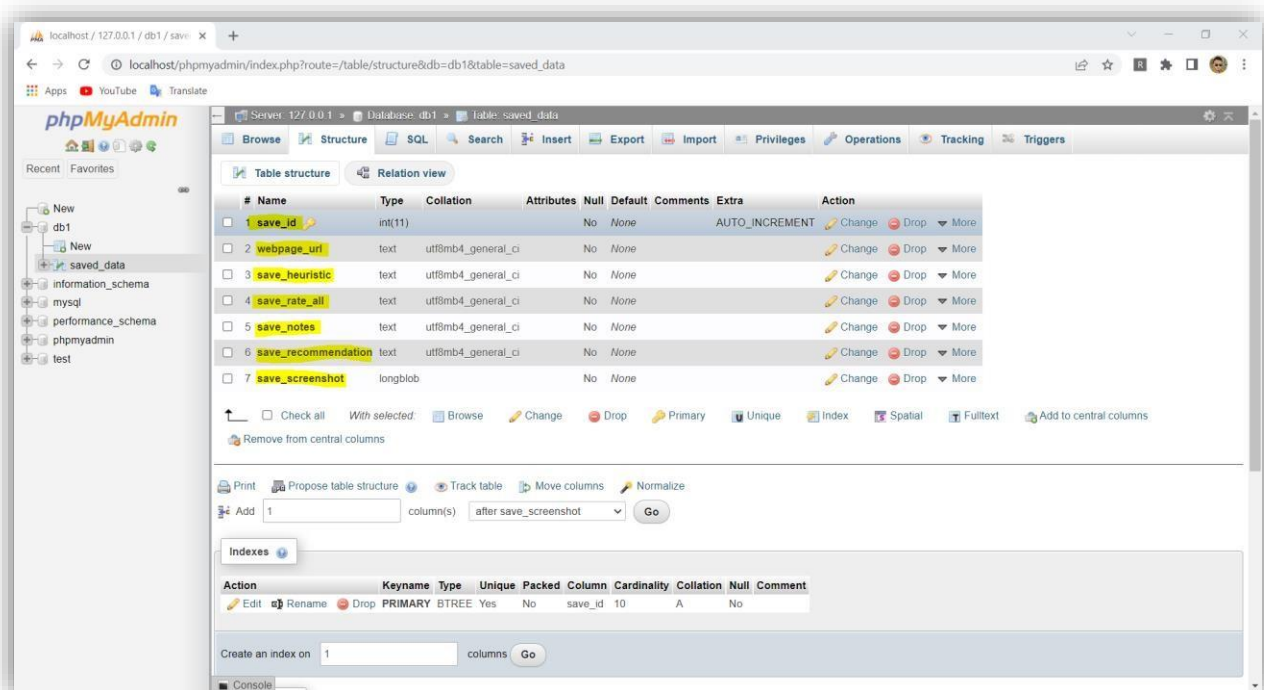 localhost / 127.0.0.1 / db1 / save
localhost/phpmyadmin/index.php?route=/table/structure&db=db1&table=saved_data
Apps YouTube Translate
phpMyAdmin
Recent Favorites
New
db1
New
saved_data
information_schema
mysql
performance_schema
phpmyadmin
test
Server: 127.0.0.1 » Database: db1 » Table: saved_data
Browse Structure SQL Search Insert Export Import Privileges Operations Tracking Triggers
Table structure Relation view
# Name Type Collation Attributes Null Default Comments Extra Action
1 save_id int(11) No None AUTO_INCREMENT Change Drop More
2 webpage_url text utf8mb4_general_ci No None Change Drop More
3 save_heuristic text utf8mb4_general_ci No None Change Drop More
4 save_rate_all text utf8mb4_general_ci No None Change Drop More
5 save_notes text utf8mb4_general_ci No None Change Drop More
6 save_recommendation text utf8mb4_general_ci No None Change Drop More
7 save_screenshot longblob No None Change Drop More
Check all With selected: Browse Change Drop Primary Unique Index Spatial Fulltext Add to central columns
Remove from central columns
Print Propose table structure Track table Move columns Normalize
Add 1 column(s) after save_screenshot Go
Indexes
Action Keyname Type Unique Packed Column Cardinality Collation Null Comment
Edit Rename Drop PRIMARY BTREE Yes No save_id 10 A No
Create an index on 1 columns Go
Console